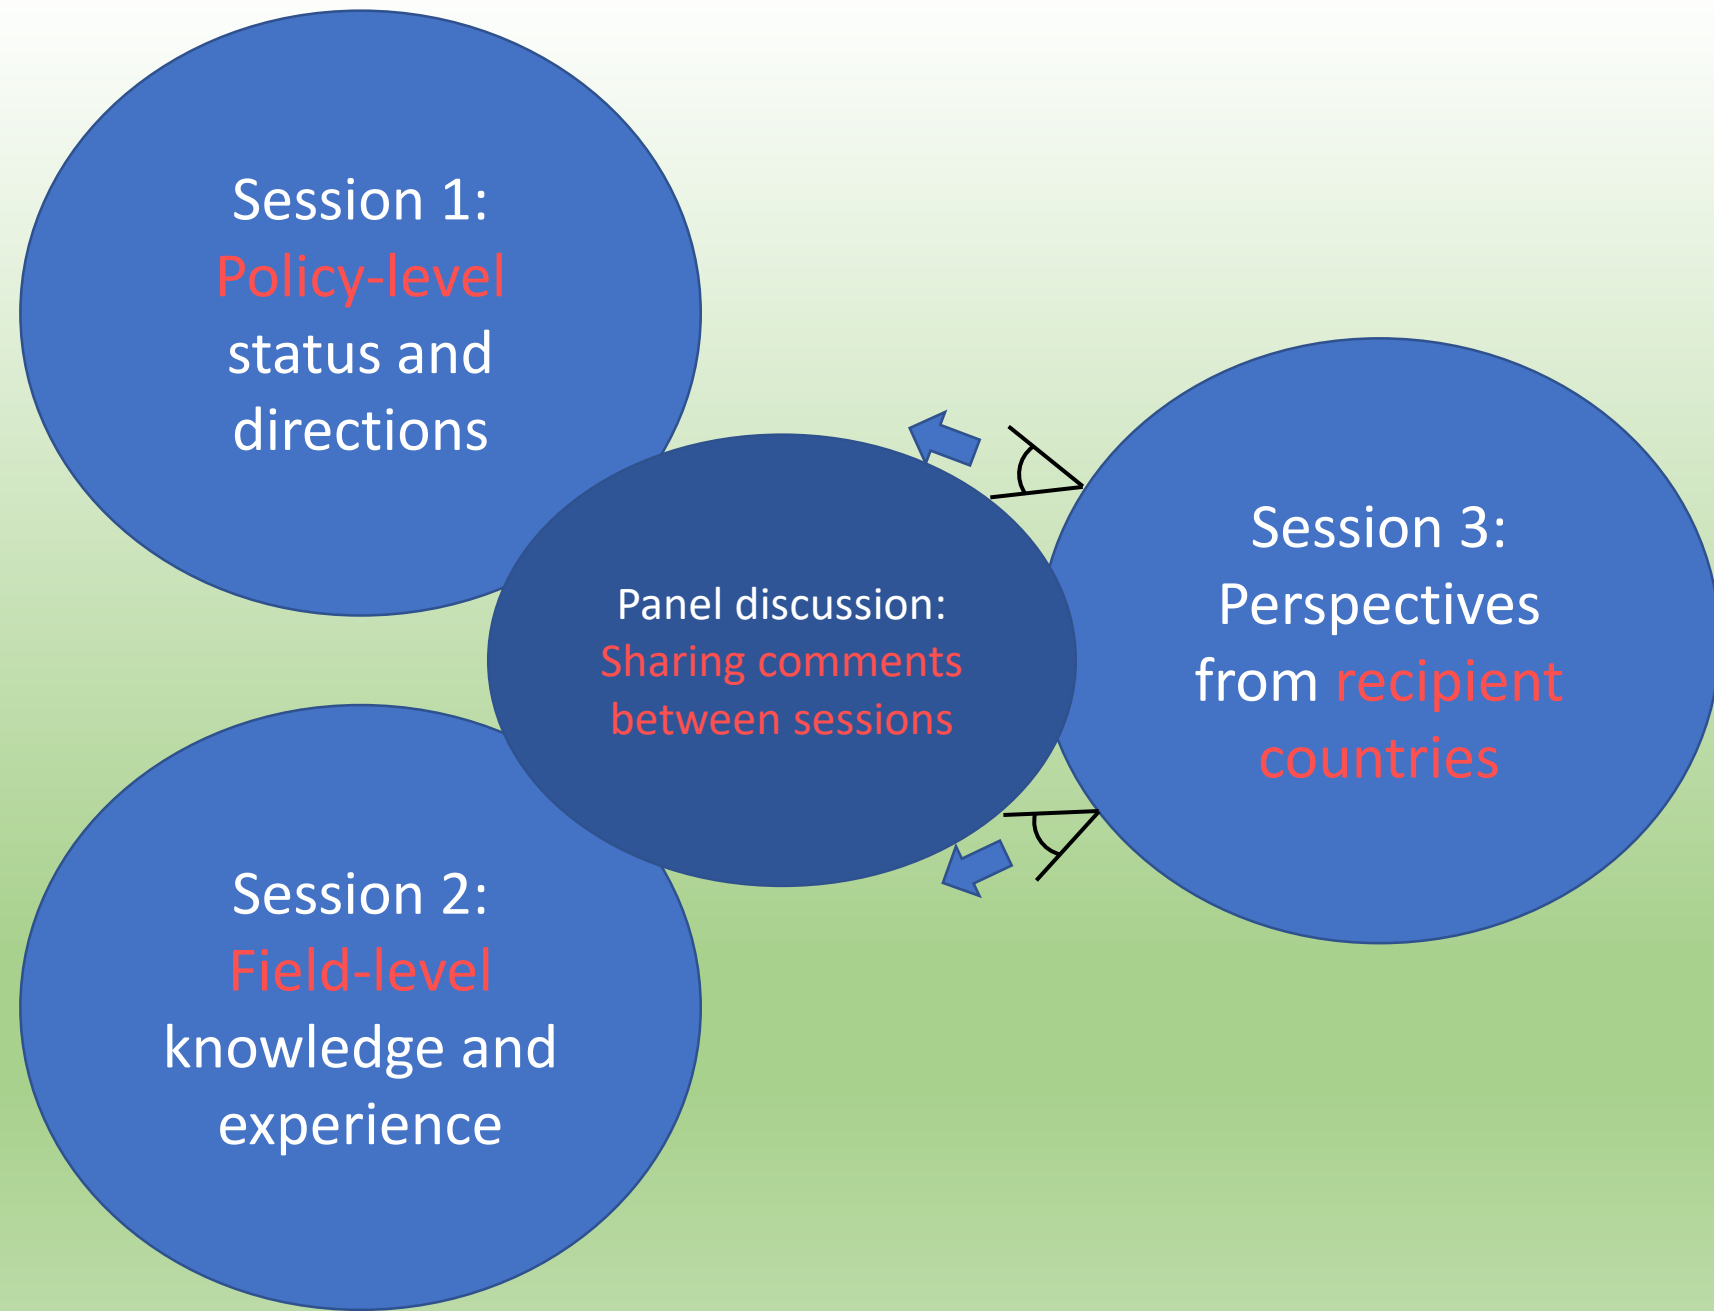 Session 1:
Policy-level
status and
directions
Panel discussion:
Sharing comments
between sessions
Session 3:
Perspectives
from recipient
countries
Session 2:
Field-level
knowledge and
experience